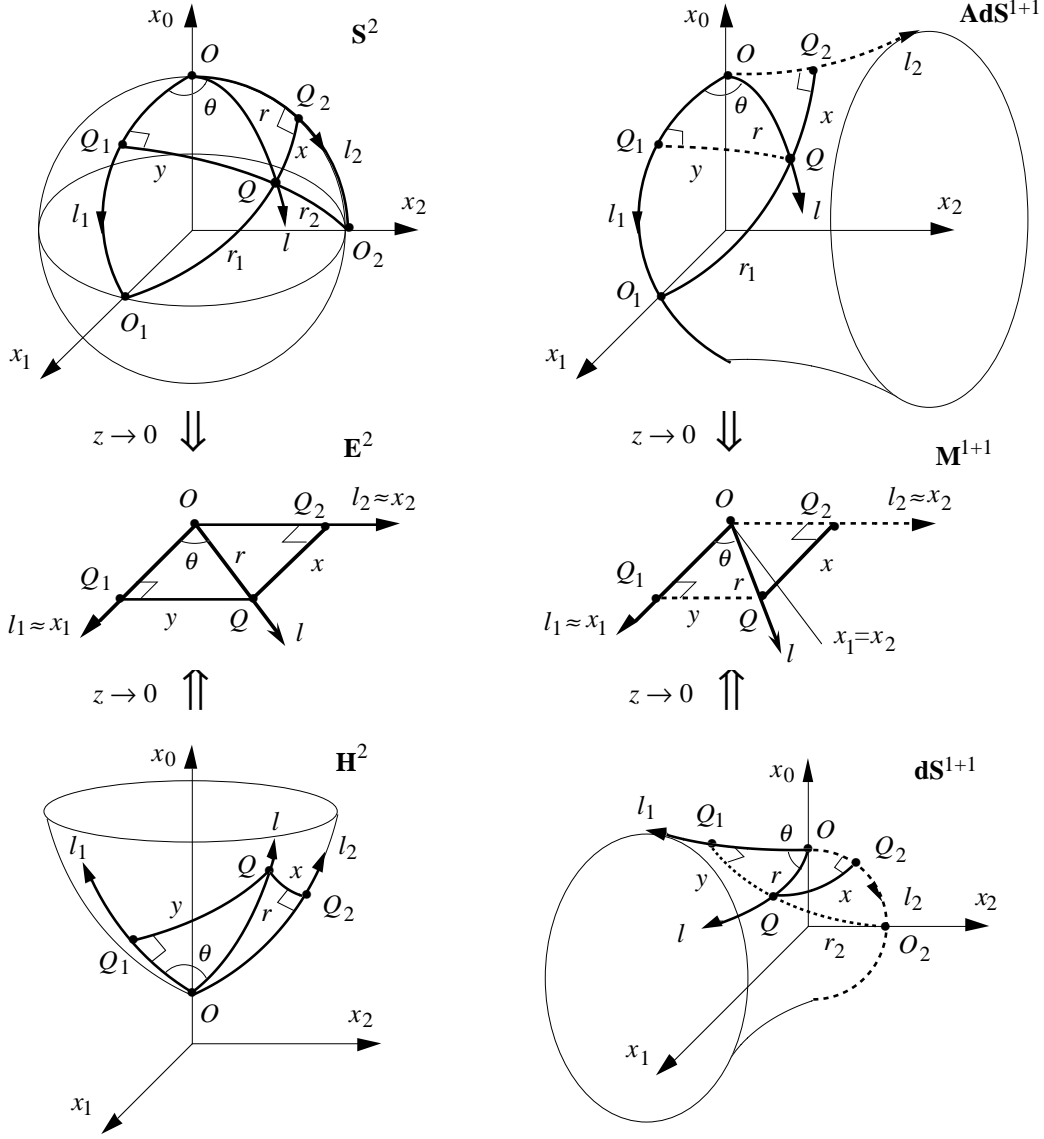 x₀ S²
O
θ r Q₂
Q₁ x l₂
y Q
l₁ l r₂ x₂
r₁ O₂
O₁
x₁
x₀ AdS¹⁺¹
O Q₂ l₂
θ x
Q₁ r
y Q
l₁ l x₂
r₁
O₁
x₁
z → 0 ⇓
z → 0 ⇓
E²
O Q₂ l₂≈x₂
θ r x
Q₁
y Q
l₁≈x₁ l
M¹⁺¹
O Q₂ l₂≈x₂
θ x
Q₁ r
y Q
l₁≈x₁ l x₁=x₂
z → 0 ⇑
z → 0 ⇑
x₀ H²
l₁ l l₂
Q x
y r Q₂
Q₁ θ
O
x₂
x₁
x₀ dS¹⁺¹
l₁ Q₁ θ O
Q₂
y r x l₂
l Q x₂
r₂ O₂
x₁